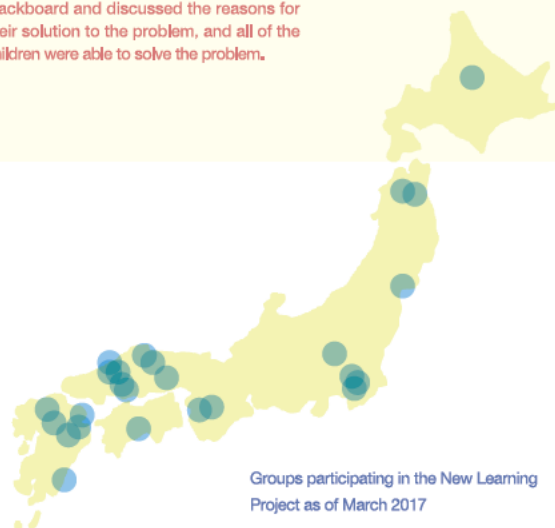 ackboard and discussed the reasons for
eir solution to the problem, and all of the
ildren were able to solve the problem.
Groups participating in the New Learning
Project as of March 2017